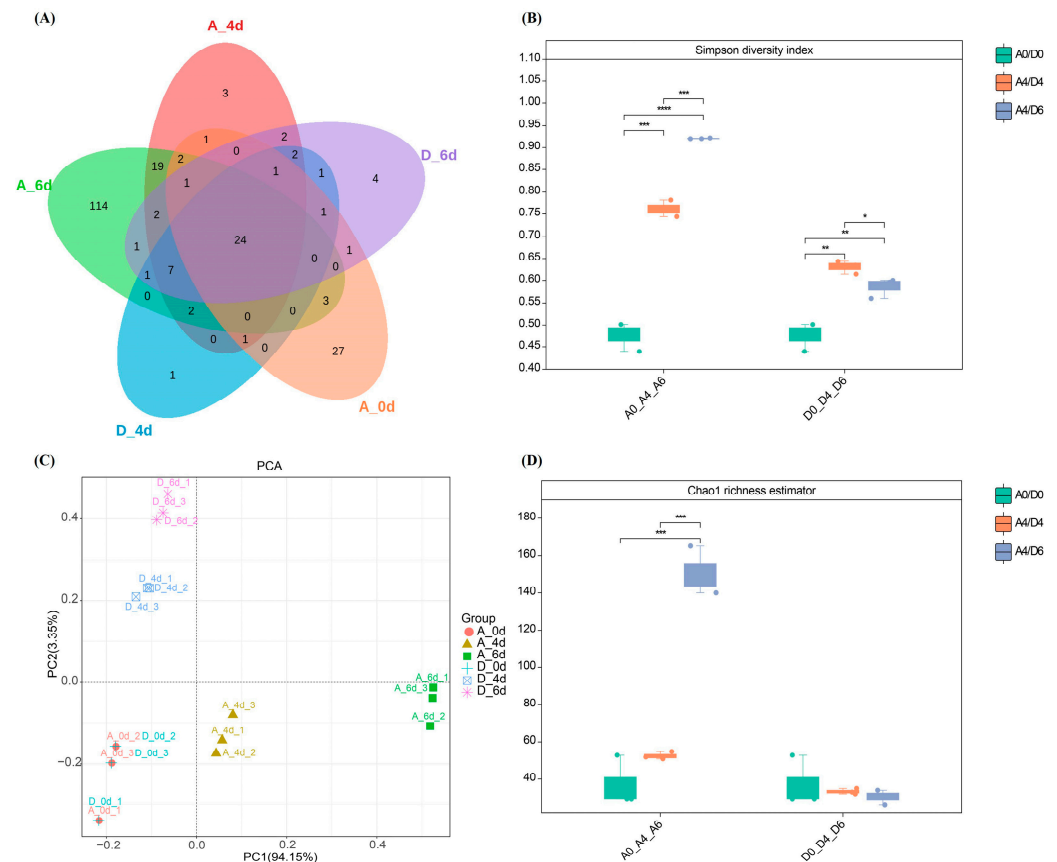 (A)
A_4d
3
1
2
D_6d
0
2
2
19
1
1
1
4
A_6d
114
2
1
24
1
1
7
0
0
1
0
2
0
0
3
0
1
0
27
1
A_0d
D_4d
(B)
Simpson diversity index
1.10
1.05
1.00
0.95
0.90
0.85
0.80
0.75
0.70
0.65
0.60
0.55
0.50
0.45
0.40
***
****
***
*
**
**
A0_A4_A6
D0_D4_D6
A0/D0
A4/D4
A4/D6
(C)
PCA
D_6d_1
D_6d_3
D_6d_2
D_4d_1
D_4d_2
D_4d_3
A_6d_1
A_6d_3
A_6d_2
A_4d_3
A_4d_1
A_4d_2
A_0d_2 D_0d_2
A_0d_3 D_0d_3
D_0d_1
A_0d_1
0.4
0.2
0.0
−0.2
PC2(3.35%)
−0.2
0.0
0.2
0.4
PC1(94.15%)
Group
A_0d
A_4d
A_6d
D_0d
D_4d
D_6d
(D)
Chao1 richness estimator
180
160
140
120
100
80
60
40
***
***
A0_A4_A6
D0_D4_D6
A0/D0
A4/D4
A4/D6